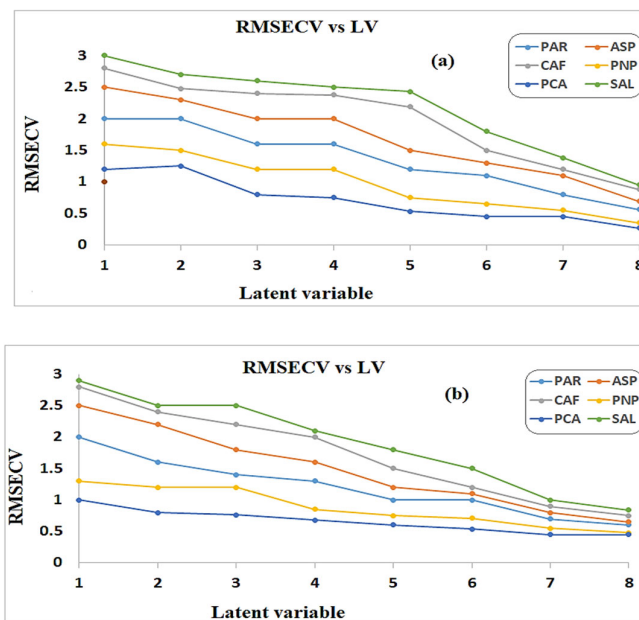 RMSECV vs LV
(a)
PAR ASP
CAF PNP
PCA SAL
RMSECV
3
2.5
2
1.5
1
0.5
0
1 2 3 4 5 6 7 8
Latent variable
RMSECV vs LV
(b)
PAR ASP
CAF PNP
PCA SAL
RMSECV
3
2.5
2
1.5
1
0.5
0
1 2 3 4 5 6 7 8
Latent variable